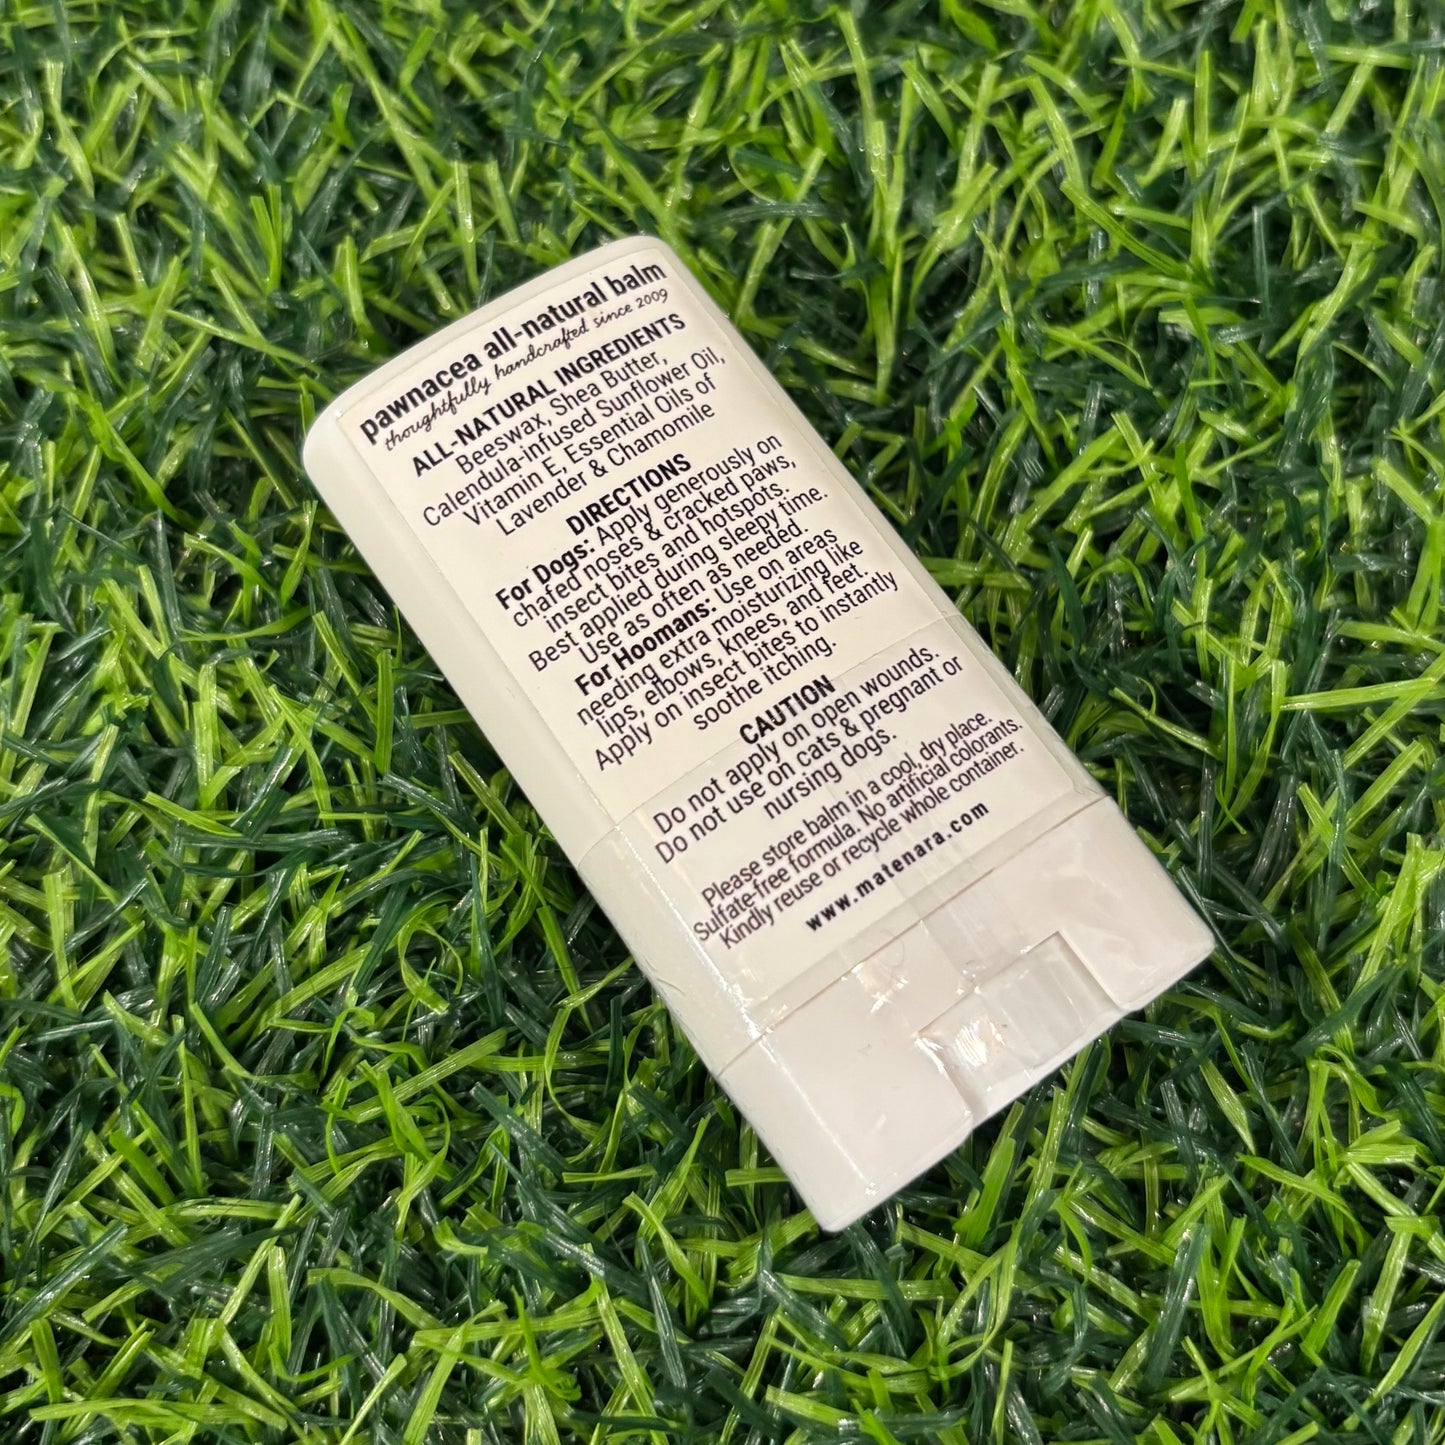 pawnacea all-natural balm
thoughtfully handcrafted since 2009
ALL-NATURAL INGREDIENTS
Beeswax, Shea Butter,
Calendula-infused Sunflower Oil,
Vitamin E, Essential Oils of
Lavender & Chamomile
DIRECTIONS
For Dogs: Apply generously on
chafed noses & cracked paws,
insect bites and hotspots.
Best applied during sleepy time.
Use as often as needed.
For Hoomans: Use on areas
needing extra moisturizing like
lips, elbows, knees, and feet.
Apply on insect bites to instantly
soothe itching.
CAUTION
Do not apply on open wounds.
Do not use on cats & pregnant or
nursing dogs.
Please store balm in a cool, dry place.
Sulfate-free formula. No artificial colorants.
Kindly reuse or recycle whole container.
www.matenara.com